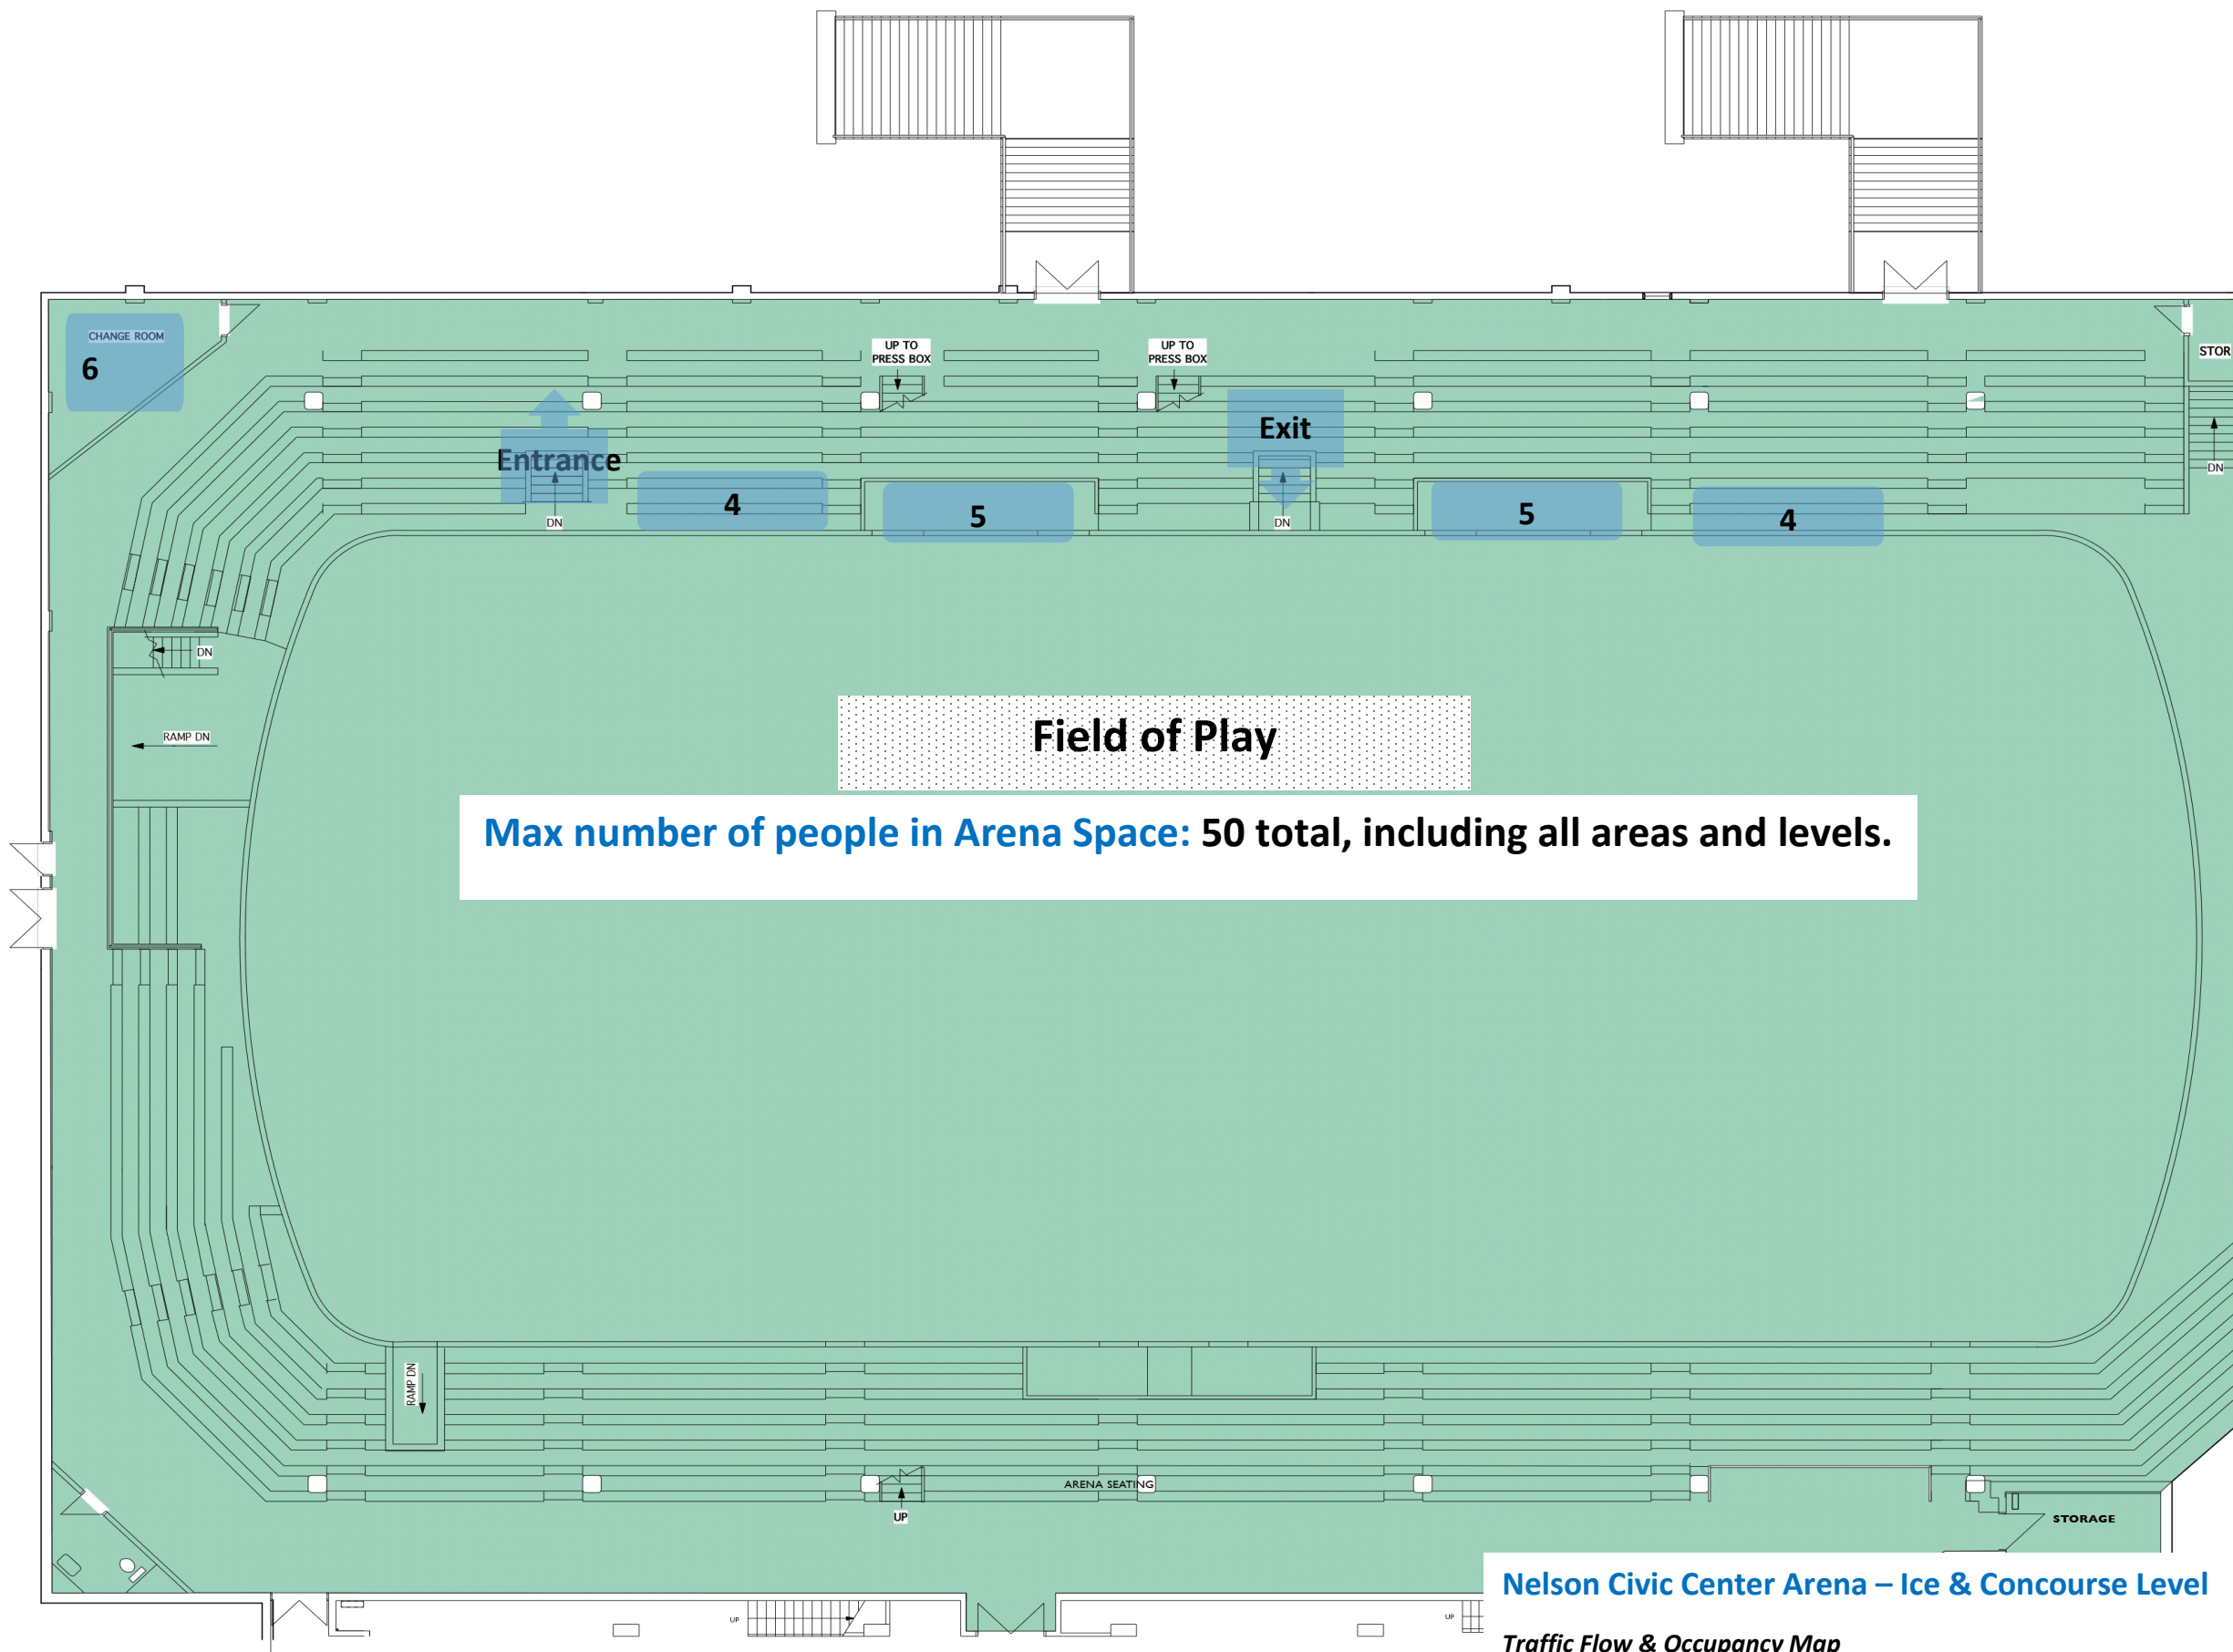 CHANGE ROOM
6
UP TO
PRESS BOX
UP TO
PRESS BOX
STOR
Entrance
Exit
DN
4
5
5
4
DN
DN
DN
RAMP DN
Field of Play
Max number of people in Arena Space: 50 total, including all areas and levels.
RAMP DN
ARENA SEATING
UP
STORAGE
UP
UP
Nelson Civic Center Arena – Ice & Concourse Level
Traffic Flow & Occupancy Map